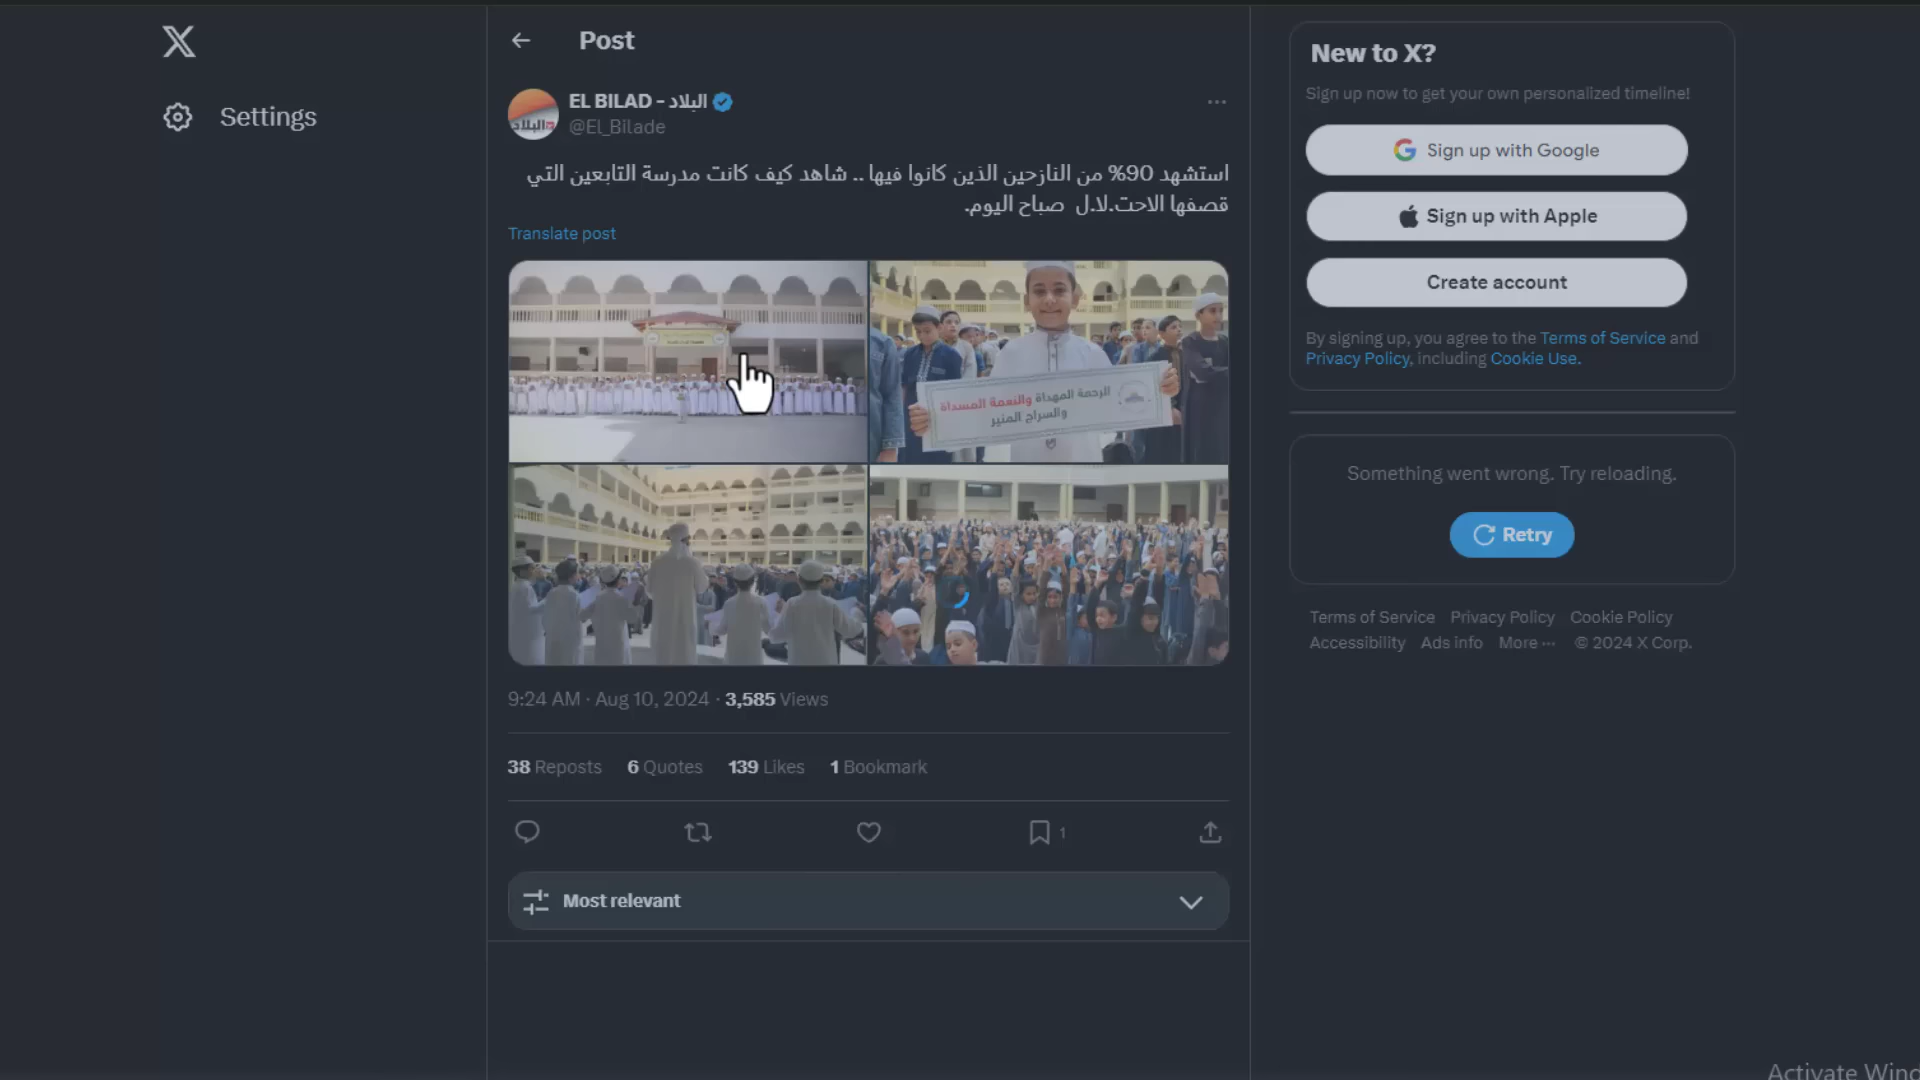 Post
Settings
EL BILAD - البلاد
@El_Bilade
استشهد 90% من النازحين الذين كانوا فيها .. شاهد كيف كانت مدرسة التابعين التي
قصفها الاحت.لا.ل صباح اليوم.
Translate post
الرحمة المهداة والنعمة المسداة
والسراج المنير
9:24 AM · Aug 10, 2024 · 3,585 Views
38 Reposts 6 Quotes 139 Likes 1 Bookmark
1
Most relevant
New to X?
Sign up now to get your own personalized timeline!
Sign up with Google
Sign up with Apple
Create account
By signing up, you agree to the Terms of Service and
Privacy Policy, including Cookie Use.
Something went wrong. Try reloading.
Retry
Terms of Service Privacy Policy Cookie Policy
Accessibility Ads info More ··· © 2024 X Corp.
Activate Wind